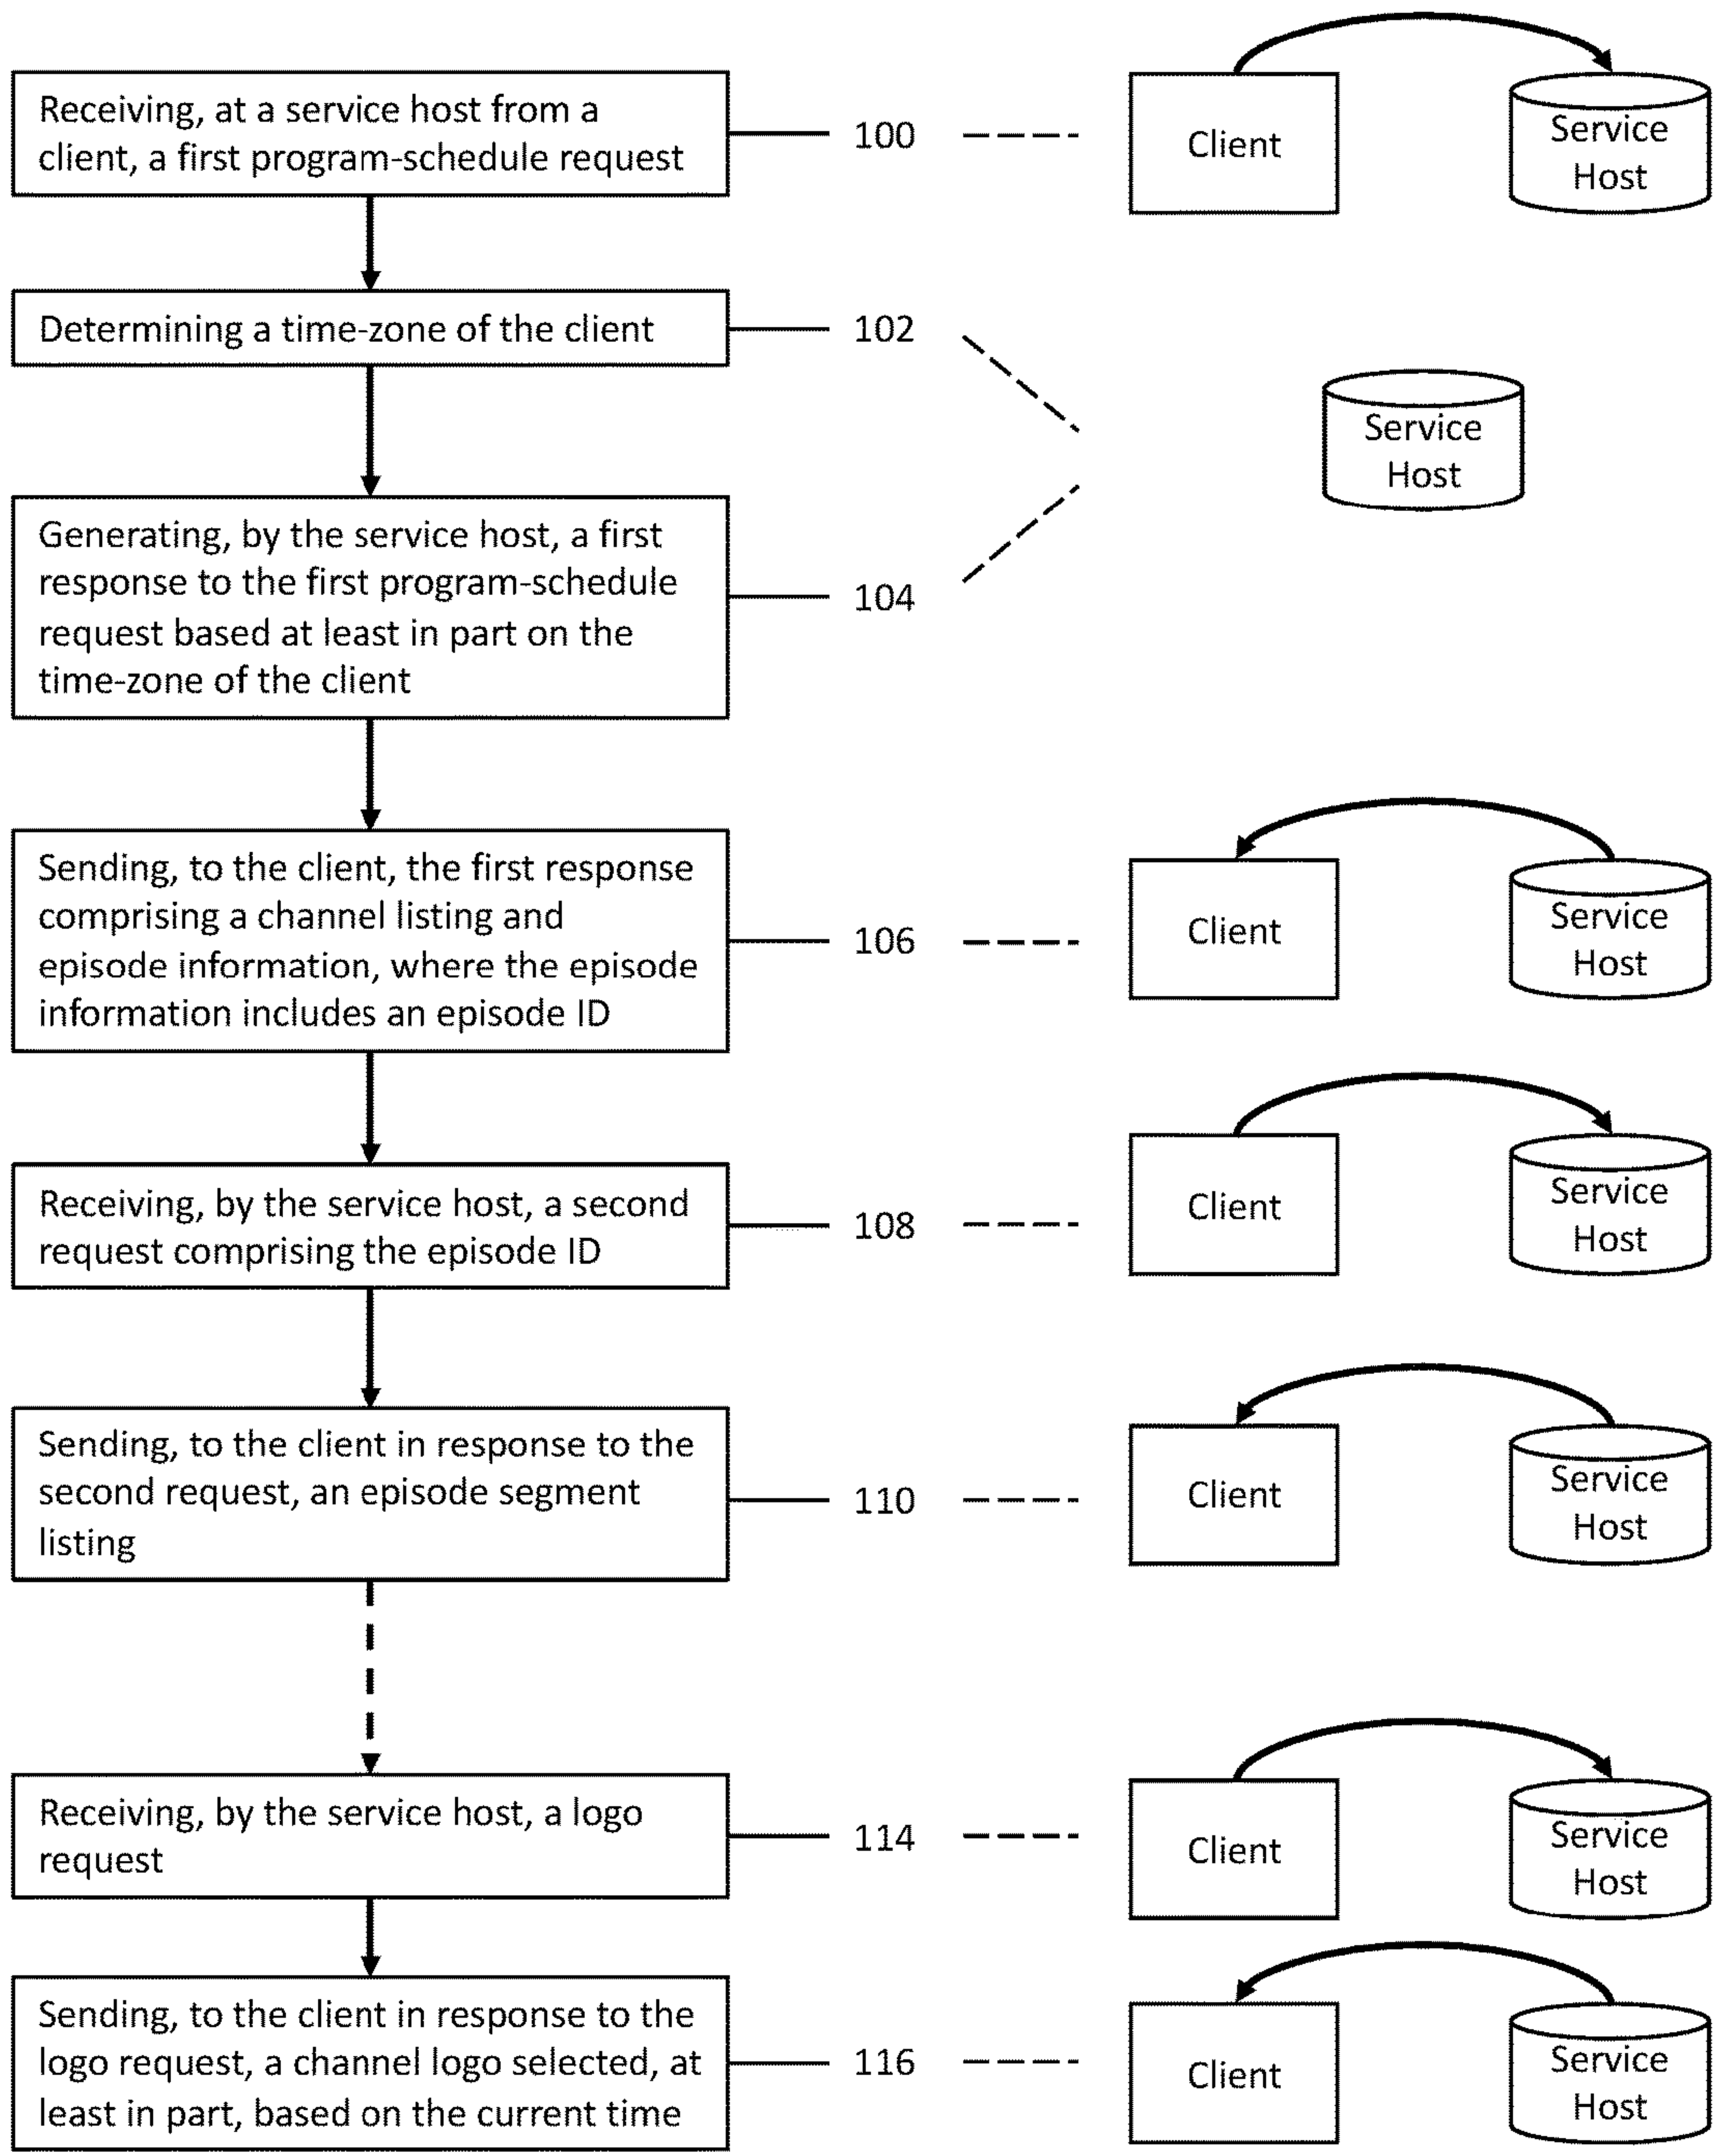 Receiving, at a service host from a
client, a first program-schedule request
100
Client
Service
Host
Determining a time-zone of the client
102
Service
Host
Generating, by the service host, a first
response to the first program-schedule
request based at least in part on the
time-zone of the client
104
Sending, to the client, the first response
comprising a channel listing and
episode information, where the episode
information includes an episode ID
106
Client
Service
Host
Receiving, by the service host, a second
request comprising the episode ID
108
Client
Service
Host
Sending, to the client in response to the
second request, an episode segment
listing
110
Client
Service
Host
Receiving, by the service host, a logo
request
114
Client
Service
Host
Sending, to the client in response to the
logo request, a channel logo selected, at
least in part, based on the current time
116
Client
Service
Host